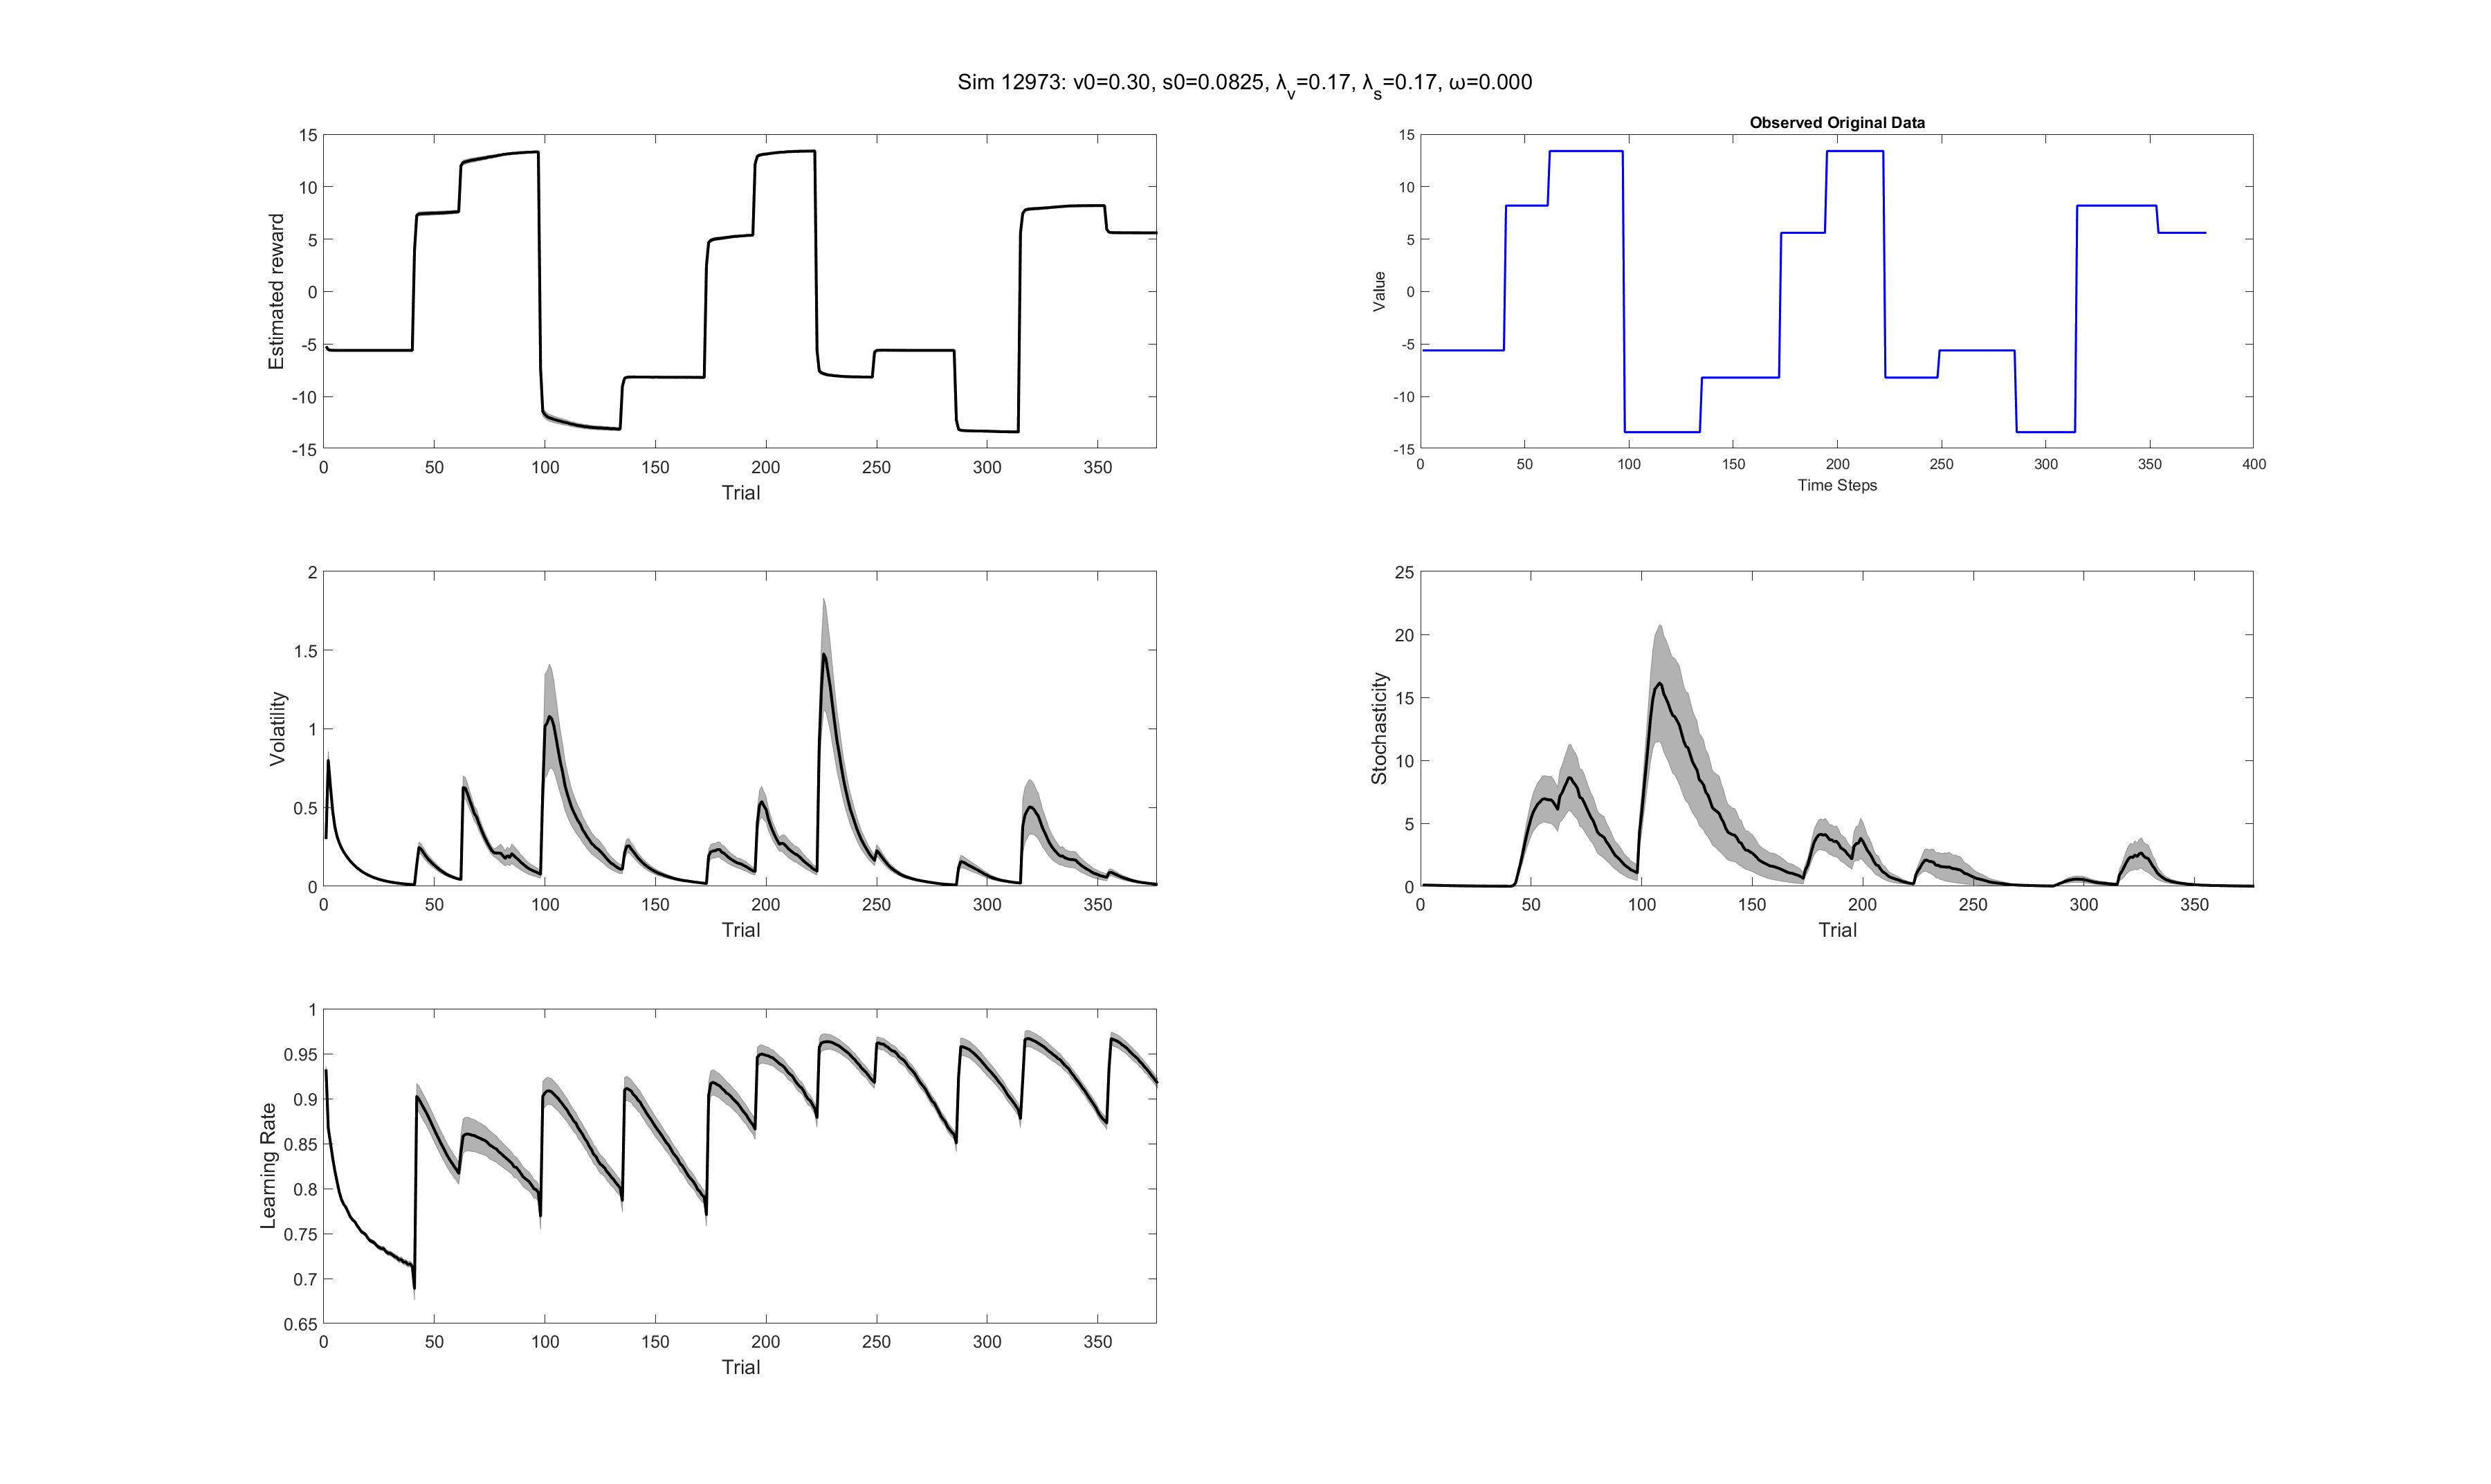 Sim 12973: v0=0.30, s0=0.0825, λv=0.17, λs=0.17, ω=0.000
15
10
5
0
-5
-10
-15
Estimated reward
0 50 100 150 200 250 300 350
Trial
Observed Original Data
15
10
5
0
-5
-10
-15
Value
0 50 100 150 200 250 300 350 400
Time Steps
2
1.5
1
0.5
0
Volatility
0 50 100 150 200 250 300 350
Trial
25
20
15
10
5
0
Stochasticity
0 50 100 150 200 250 300 350
Trial
1
0.95
0.9
0.85
0.8
0.75
0.7
0.65
Learning Rate
0 50 100 150 200 250 300 350
Trial